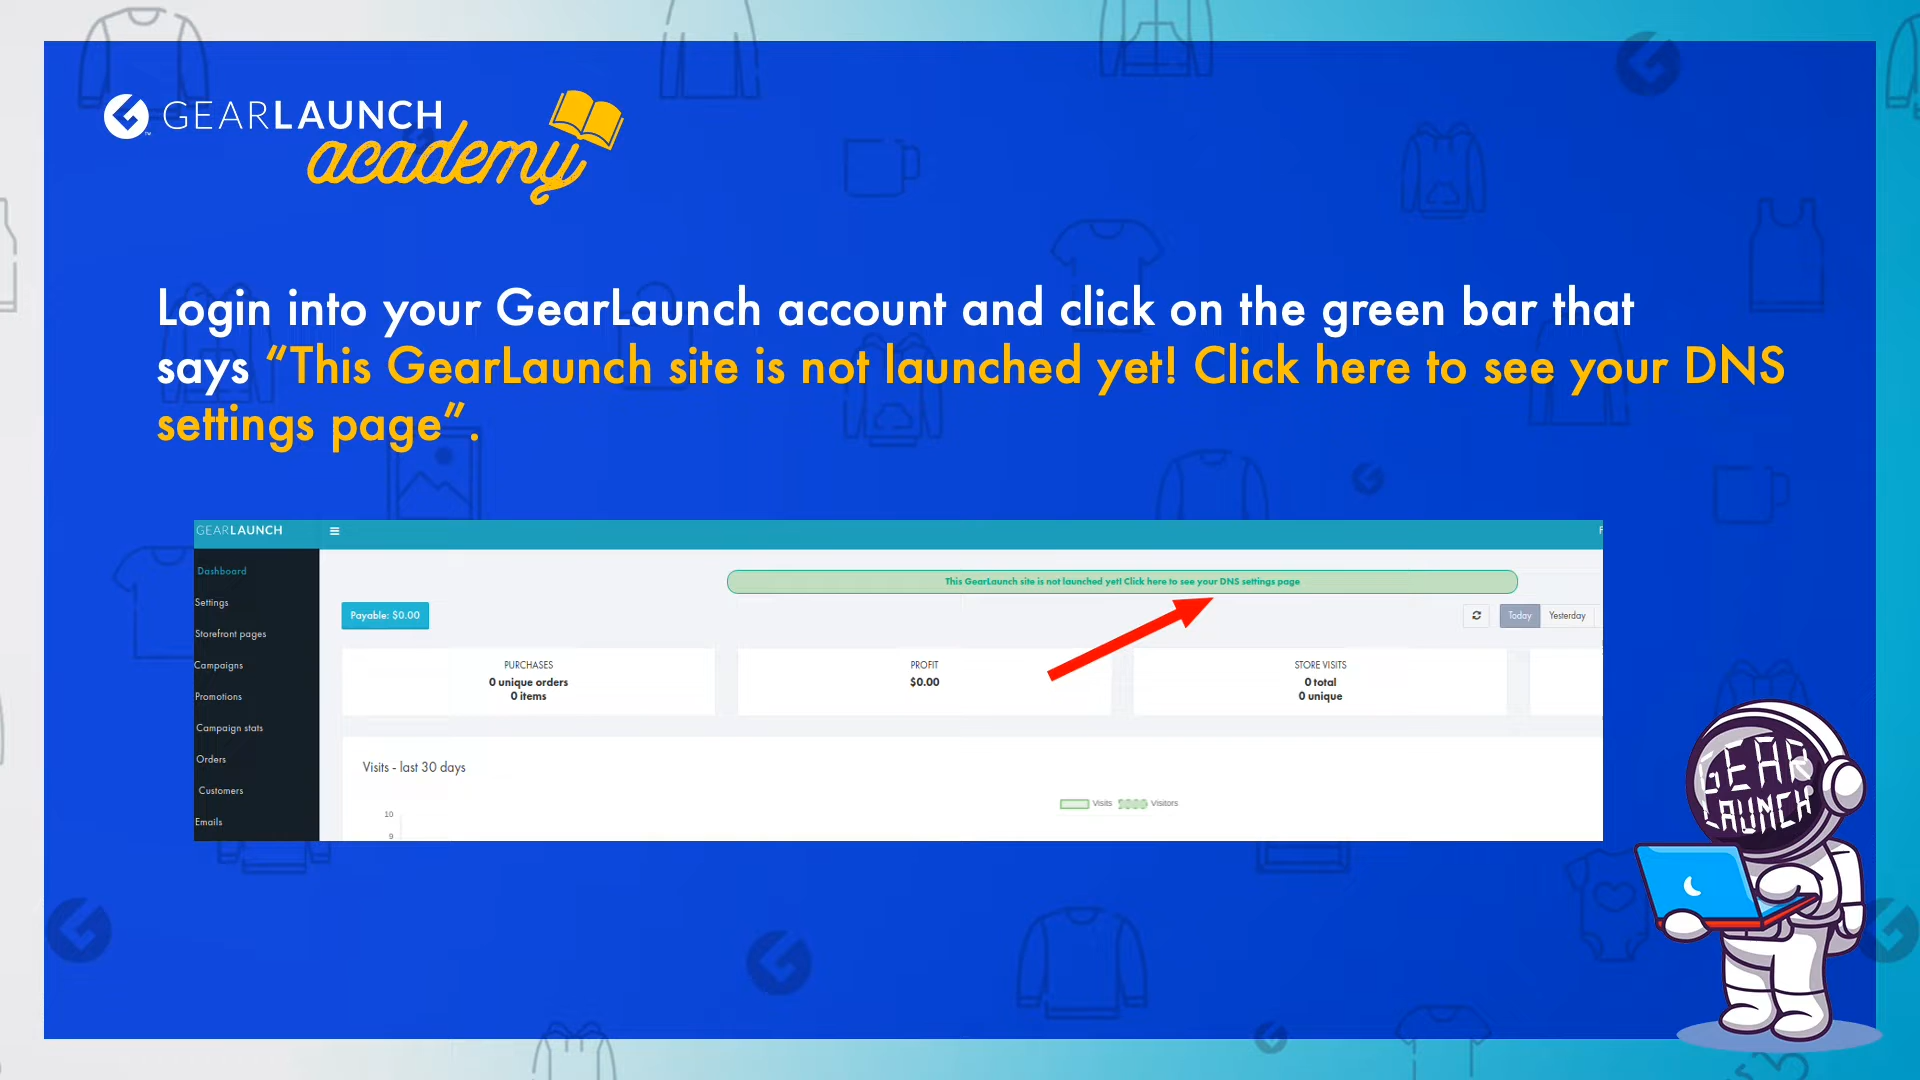 GEARLAUNCH
academy
Login into your GearLaunch account and click on the green bar that
says “This GearLaunch site is not launched yet! Click here to see your DNS
settings page”.
GEARLAUNCH
This GearLaunch site is not launched yet! Click here to see your DNS settings page
Dashboard
Settings
Storefront pages
Campaigns
Promotions
Campaign stats
Orders
Customers
Emails
Payable: $0.00
Today Yesterday
PURCHASES
0 unique orders
0 items
PROFIT
$0.00
STORE VISITS
0 total
0 unique
Visits - last 30 days
Visits Visitors
10
9
GEAR
LAUNCH